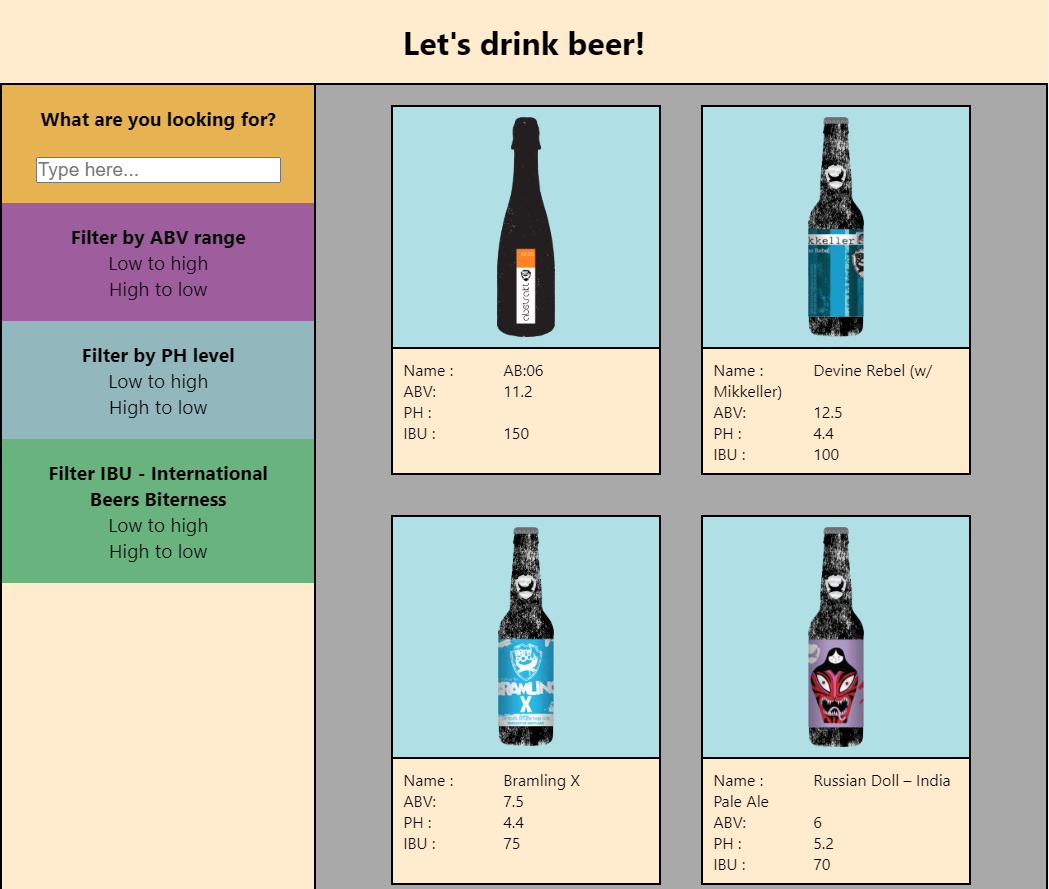 Let's drink beer!
What are you looking for?
Type here...
Filter by ABV range
Low to high
High to low
Filter by PH level
Low to high
High to low
Filter IBU - International
Beers Biterness
Low to high
High to low
abstrakt
Name : AB:06
ABV: 11.2
PH :
IBU : 150
kkeller
Name : Devine Rebel (w/
Mikkeller)
ABV: 12.5
PH : 4.4
IBU : 100
BRAMLIN
X
Name : Bramling X
ABV: 7.5
PH : 4.4
IBU : 75
Name : Russian Doll – India
Pale Ale
ABV: 6
PH : 5.2
IBU : 70